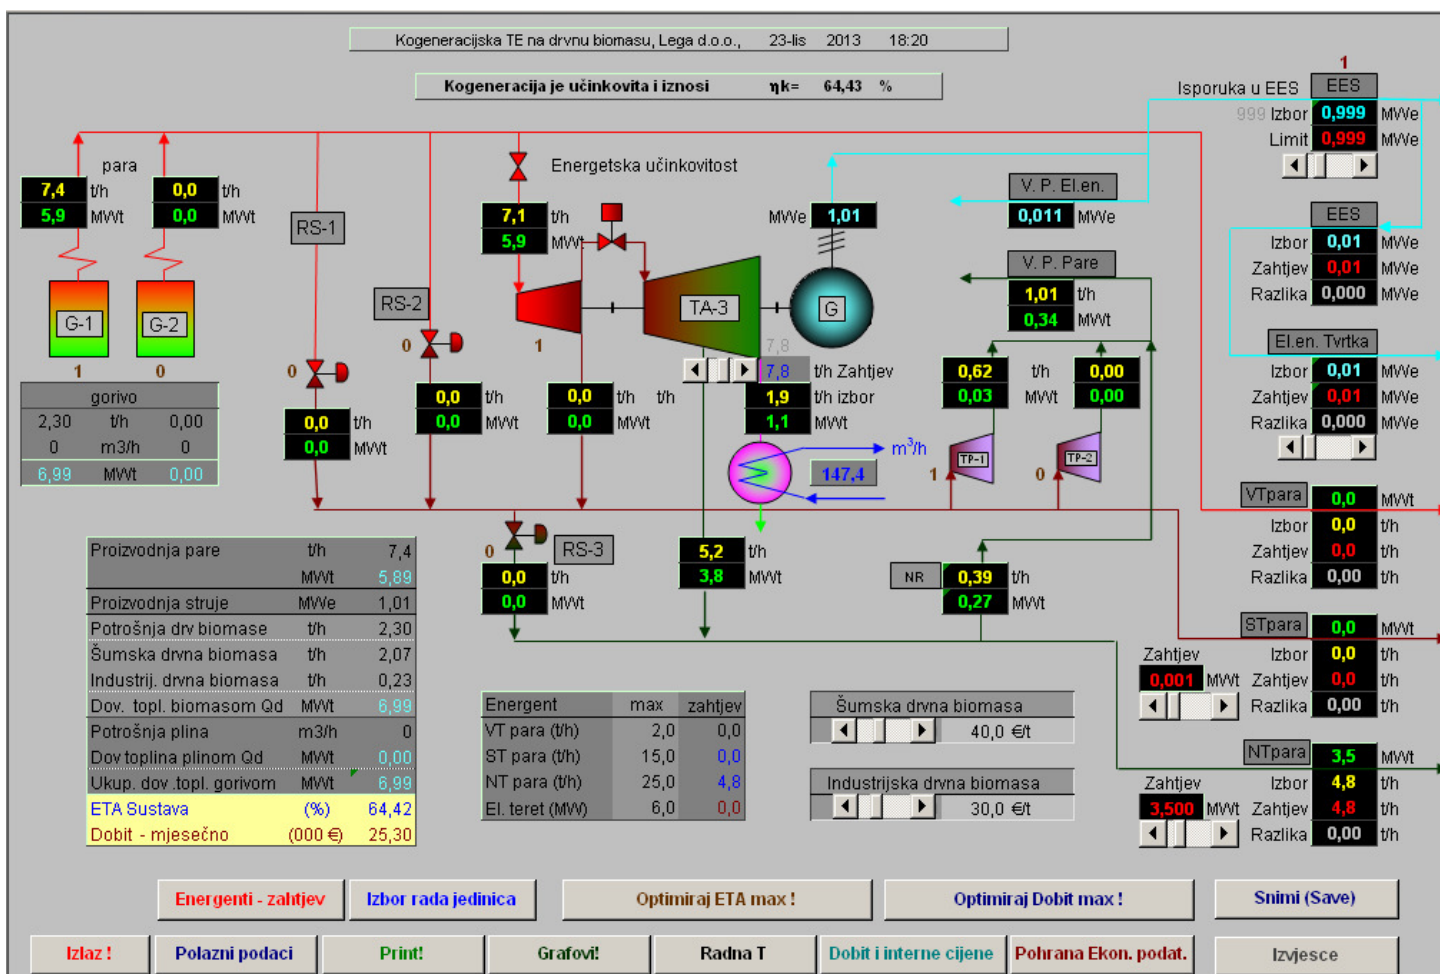 Kogeneracijska TE na drvnu biomasu, Lega d.o.o., 23-lis 2013 18:20
Kogeneracija je učinkovita i iznosi ηk= 64,43 %
1
Isporuka u EES EES
999 Izbor 0,999 MWe
Limit 0,999 MWe
para
7,4 t/h 0,0 t/h
5,9 MWt 0,0 MWt
Energetska učinkovitost
RS-1
7,1 t/h
5,9 MWt
MWe 1,01
V. P. El.en.
0,011 MWe
EES
Izbor 0,01 MWe
Zahtjev 0,01 MWe
Razlika 0,000 MWe
V. P. Pare
1,01 t/h
0,34 MWt
RS-2
G-1 G-2
TA-3
G
0 1
7,8
7,8 t/h Zahtjev
El.en. Tvrtka
Izbor 0,01 MWe
Zahtjev 0,01 MWe
Razlika 0,000 MWe
1 0
0
gorivo
2,30 t/h 0,00
0 m3/h 0
6,99 MWt 0,00
0,0 t/h
0,0 MWt
0,0 t/h
0,0 MWt
0,0 t/h t/h
0,0 MWt
1,9 t/h izbor
1,1 MWt
0,62 t/h 0,00
0,03 MWt 0,00
m³/h
147,4
TP-1 TP-2
1 0
VTpara 0,0 MWt
Izbor 0,0 t/h
Zahtjev 0,0 t/h
Razlika 0,00 t/h
0 RS-3
0,0 t/h
0,0 MWt
5,2 t/h
3,8 MWt
NR 0,39 t/h
0,27 MWt
Proizvodnja pare t/h 7,4
MWt 5,89
Proizvodnja struje MWe 1,01
Potrošnja drv biomase t/h 2,30
Šumska drvna biomasa t/h 2,07
Industrij. drvna biomasa t/h 0,23
Dov. topl. biomasom Qd MWt 6,99
Potrošnja plina m3/h 0
Dov toplina plinom Qd MWt 0,00
Ukup. dov .topl. gorivom MWt 6,99
ETA Sustava (%) 64,42
Dobit - mjesečno (000 €) 25,30
STpara 0,0 MWt
Zahtjev Izbor 0,0 t/h
0,001 MWt Zahtjev 0,0 t/h
Razlika 0,00 t/h
Energent max zahtjev
VT para (t/h) 2,0 0,0
ST para (t/h) 15,0 0,0
NT para (t/h) 25,0 4,8
El. teret (MW) 6,0 0,0
Šumska drvna biomasa
40,0 €/t
Industrijska drvna biomasa
30,0 €/t
NTpara 3,5 MWt
Zahtjev Izbor 4,8 t/h
3,500 MWt Zahtjev 4,8 t/h
Razlika 0,00 t/h
Energenti - zahtjev Izbor rada jedinica Optimiraj ETA max ! Optimiraj Dobit max ! Snimi (Save)
Izlaz ! Polazni podaci Print! Grafovi! Radna T Dobit i interne cijene Pohrana Ekon. podat. Izvjesce